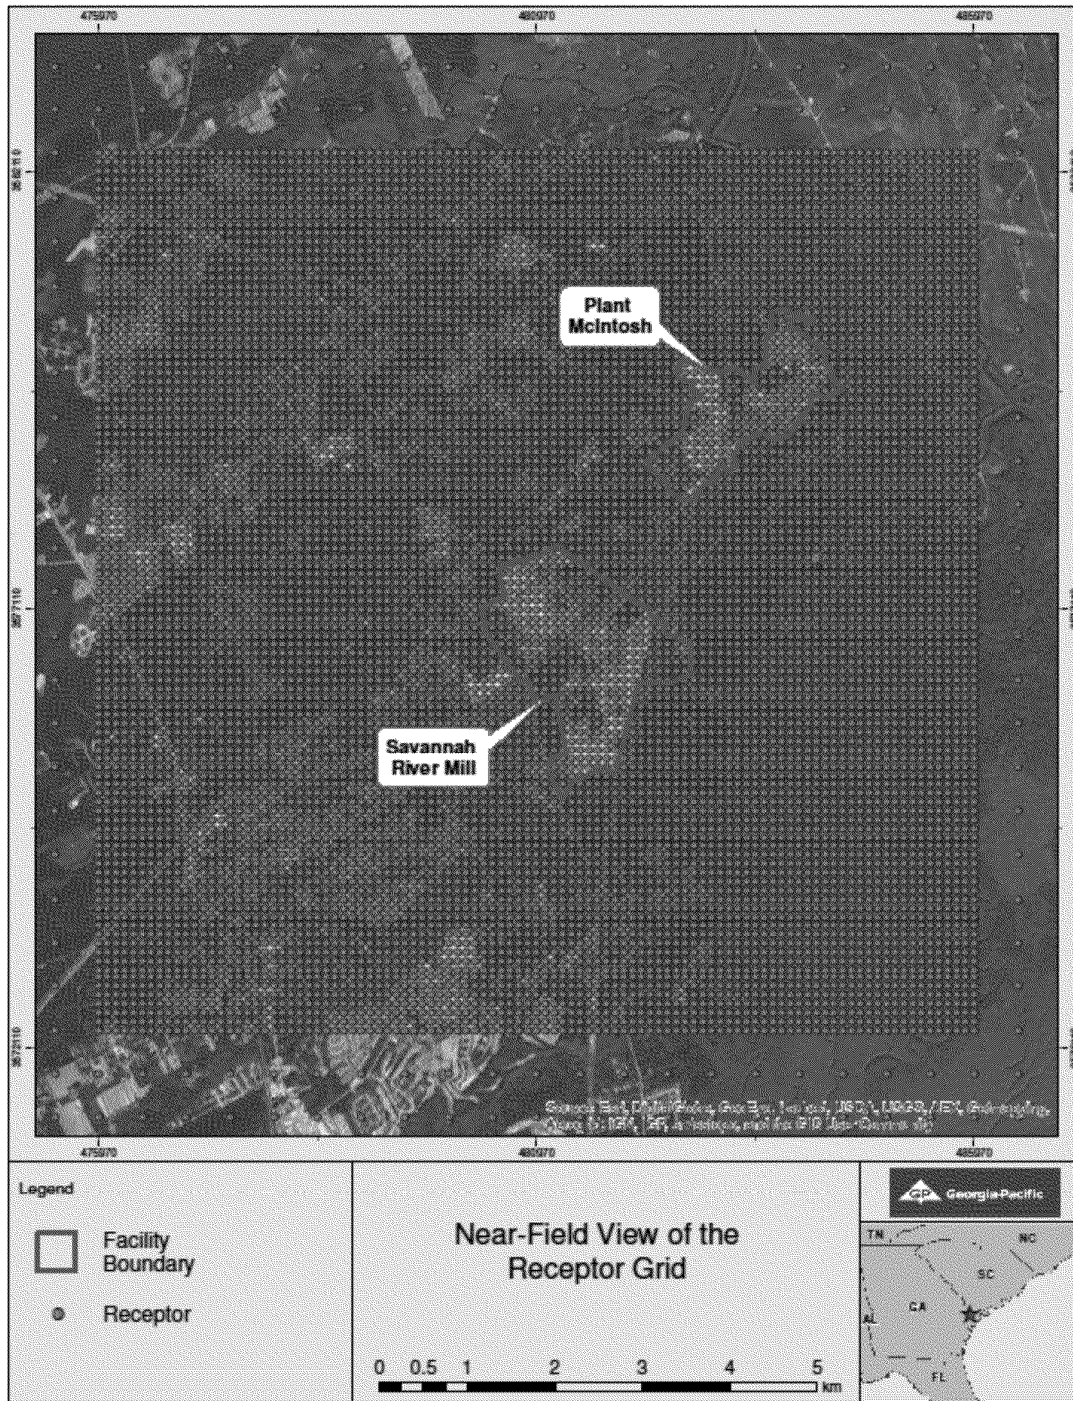 475970 480970 485970
3582110
Plant
McIntosh
3577110
Savannah
River Mill
3572110
475970 480970 485970
Legend
Facility
Boundary
Receptor
Near-Field View of the
Receptor Grid
0 0.5 1 2 3 4 5
km
GP Georgia-Pacific
TN
NC
SC
GA
AL
FL